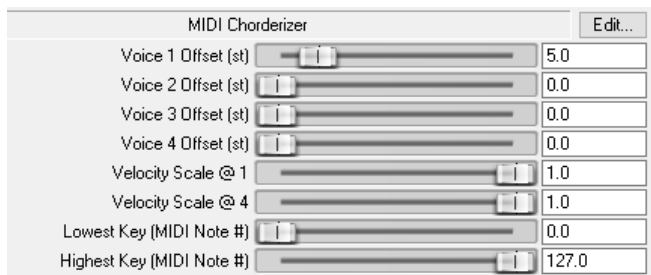 MIDI Chorderizer Edit...
Voice 1 Offset (st) 5.0
Voice 2 Offset (st) 0.0
Voice 3 Offset (st) 0.0
Voice 4 Offset (st) 0.0
Velocity Scale @ 1 1.0
Velocity Scale @ 4 1.0
Lowest Key (MIDI Note #) 0.0
Highest Key (MIDI Note #) 127.0